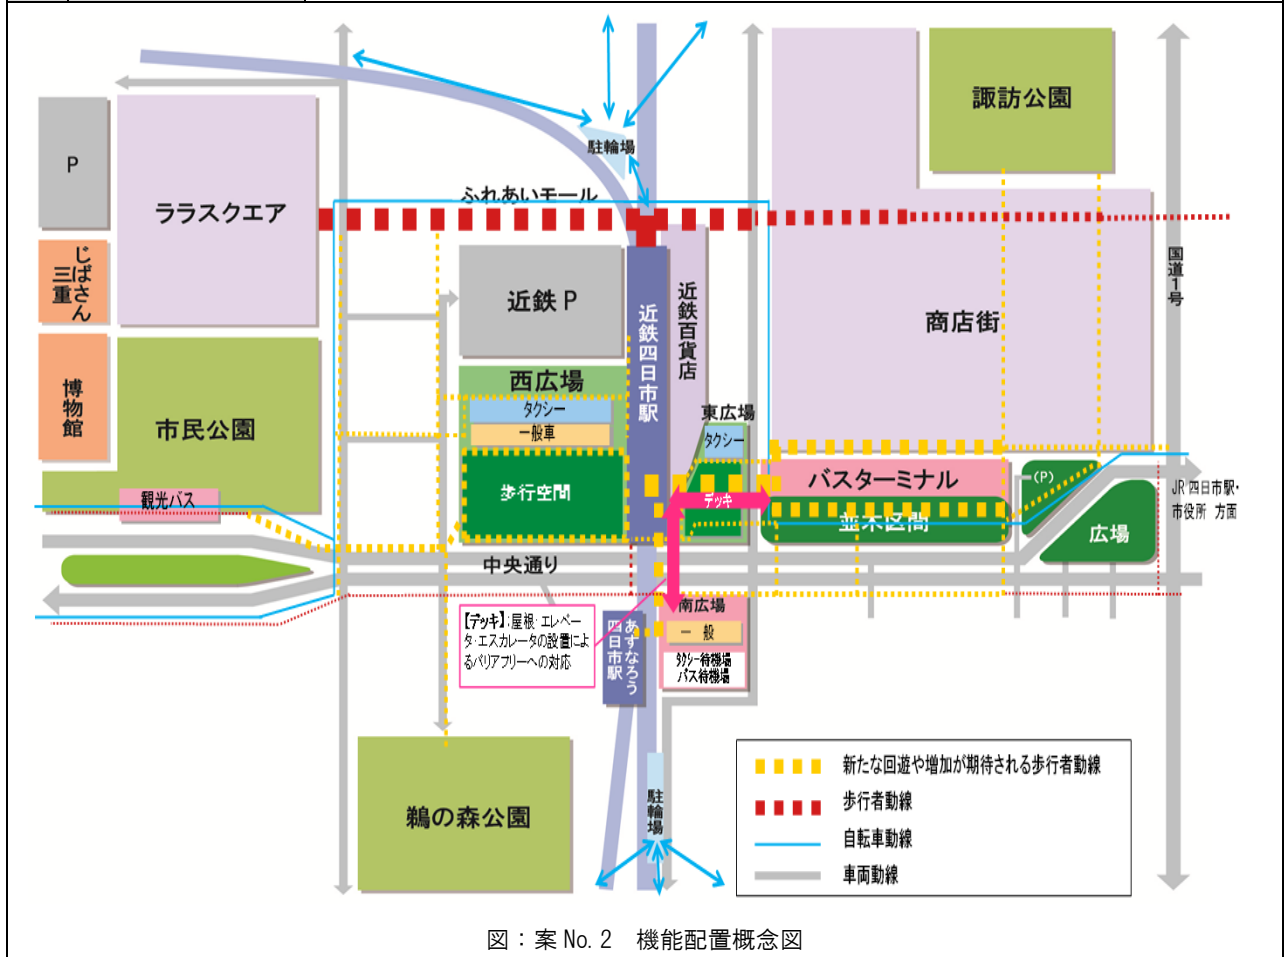 諏訪公園
駐輪場
P
ふれあいモール
ララスクエア
じばさん
三重
近鉄P
近鉄四日市駅
近鉄百貨店
国道1号
商店街
西広場
タクシー
一般車
東広場
タクシー
博物館
市民公園
歩行空間
観光バス
デッキ
バスターミナル
並木区間
(P)
広場
JR四日市駅・
市役所 方面
中央通り
【デッキ】:屋根・エレベー
タ・エスカレータの設置によ
るバリアフリーへの対応
あすなろう
四日市駅
南広場
一 般
タクシー待機場
バス待機場
鵜の森公園
駐輪場
新たな回遊や増加が期待される歩行者動線
歩行者動線
自転車動線
車両動線
図:案No.2 機能配置概念図